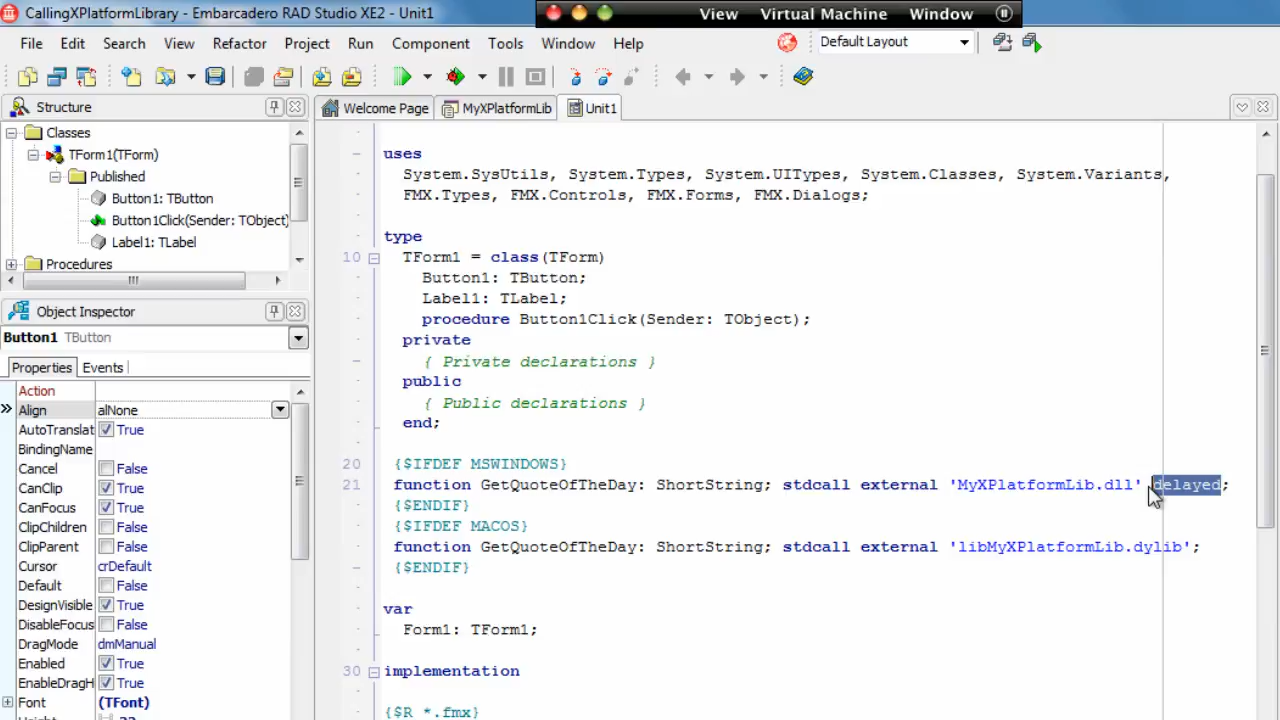 CallingXPlatformLibrary - Embarcadero RAD Studio XE2 - Unit1
View Virtual Machine Window
File Edit Search View Refactor Project Run Component Tools Window Help
Default Layout
Structure
Welcome Page MyXPlatformLib Unit1
Classes
TForm1(TForm)
Published
Button1: TButton
Button1Click(Sender: TObject)
Label1: TLabel
Procedures
Object Inspector
Button1 TButton
Properties Events
Action
Align alNone
AutoTranslat True
BindingName
Cancel False
CanClip True
CanFocus True
ClipChildren False
ClipParent False
Cursor crDefault
Default False
DesignVisible True
DisableFocus False
DragMode dmManual
Enabled True
EnableDragH True
Font (TFont)
uses
System.SysUtils, System.Types, System.UITypes, System.Classes, System.Variants,
FMX.Types, FMX.Controls, FMX.Forms, FMX.Dialogs;
type
10 TForm1 = class(TForm)
Button1: TButton;
Label1: TLabel;
procedure Button1Click(Sender: TObject);
private
{ Private declarations }
public
{ Public declarations }
end;
20 {$IFDEF MSWINDOWS}
21 function GetQuoteOfTheDay: ShortString; stdcall external 'MyXPlatformLib.dll' delayed;
{$ENDIF}
{$IFDEF MACOS}
function GetQuoteOfTheDay: ShortString; stdcall external 'libMyXPlatformLib.dylib';
{$ENDIF}
var
Form1: TForm1;
30 implementation
{$R *.fmx}